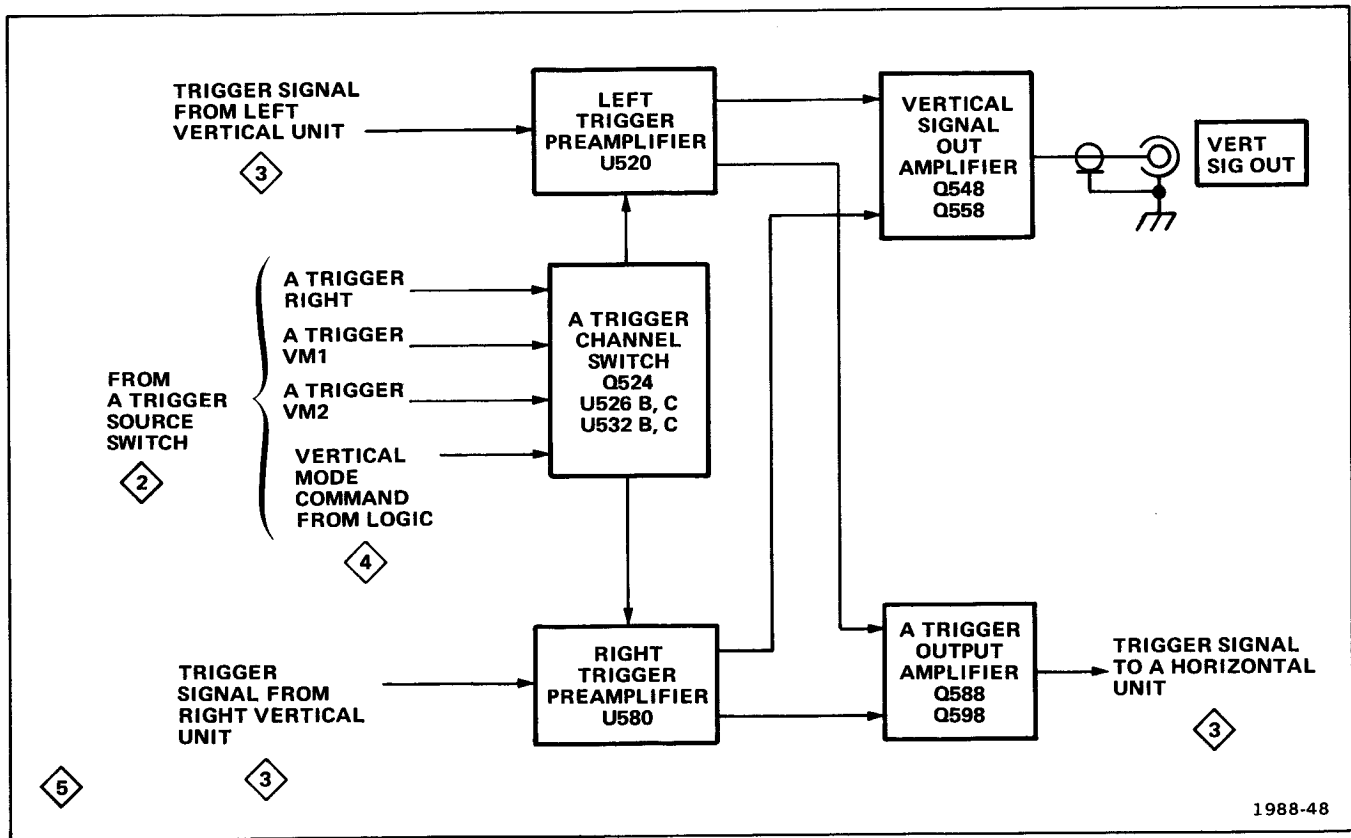 TRIGGER SIGNAL
FROM LEFT
VERTICAL UNIT
3
LEFT
TRIGGER
PREAMPLIFIER
U520
VERTICAL
SIGNAL
OUT
AMPLIFIER
Q548
Q558
VERT
SIG OUT
FROM
A TRIGGER
SOURCE
SWITCH
2
A TRIGGER
RIGHT
A TRIGGER
VM1
A TRIGGER
VM2
VERTICAL
MODE
COMMAND
FROM LOGIC
4
A TRIGGER
CHANNEL
SWITCH
Q524
U526 B, C
U532 B, C
TRIGGER
SIGNAL FROM
RIGHT VERTICAL
UNIT
3
RIGHT
TRIGGER
PREAMPLIFIER
U580
A TRIGGER
OUTPUT
AMPLIFIER
Q588
Q598
TRIGGER SIGNAL
TO A HORIZONTAL
UNIT
3
5
1988-48